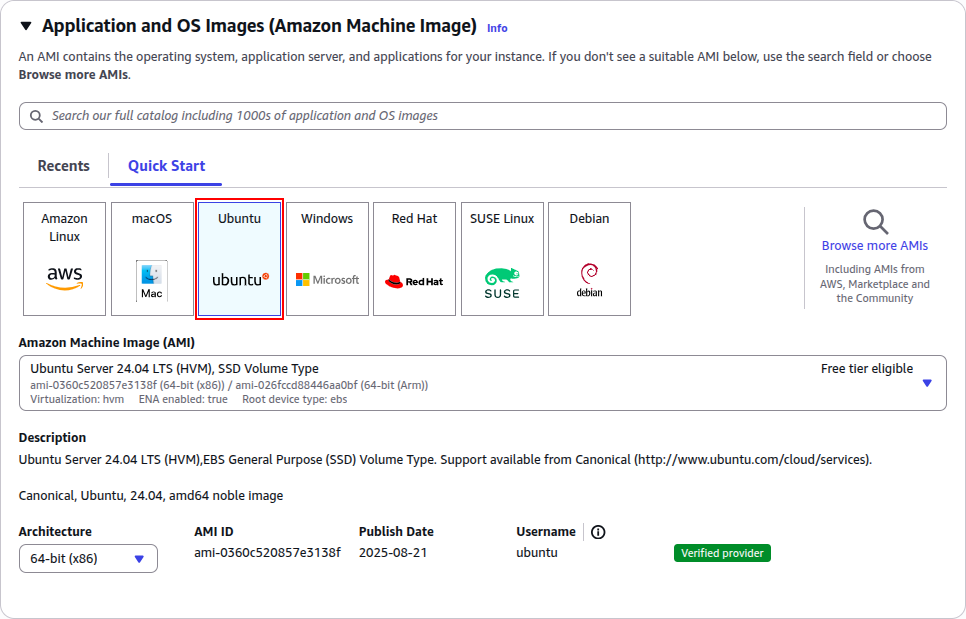 Application and OS Images (Amazon Machine Image) Info
An AMI contains the operating system, application server, and applications for your instance. If you don't see a suitable AMI below, use the search field or choose
Browse more AMIs.
Search our full catalog including 1000s of application and OS images
Recents
Quick Start
Amazon
Linux
aws
macOS
Mac
Ubuntu
ubuntu
Windows
Microsoft
Red Hat
Red Hat
SUSE Linux
SUSE
Debian
debian
Browse more AMIs
Including AMIs from
AWS, Marketplace and
the Community
Amazon Machine Image (AMI)
Ubuntu Server 24.04 LTS (HVM), SSD Volume Type
Free tier eligible
ami-0360c520857e3138f (64-bit (x86)) / ami-026fccd88446aa0bf (64-bit (Arm))
Virtualization: hvm ENA enabled: true Root device type: ebs
Description
Ubuntu Server 24.04 LTS (HVM),EBS General Purpose (SSD) Volume Type. Support available from Canonical (http://www.ubuntu.com/cloud/services).
Canonical, Ubuntu, 24.04, amd64 noble image
Architecture
64-bit (x86)
AMI ID
ami-0360c520857e3138f
Publish Date
2025-08-21
Username
ubuntu
Verified provider